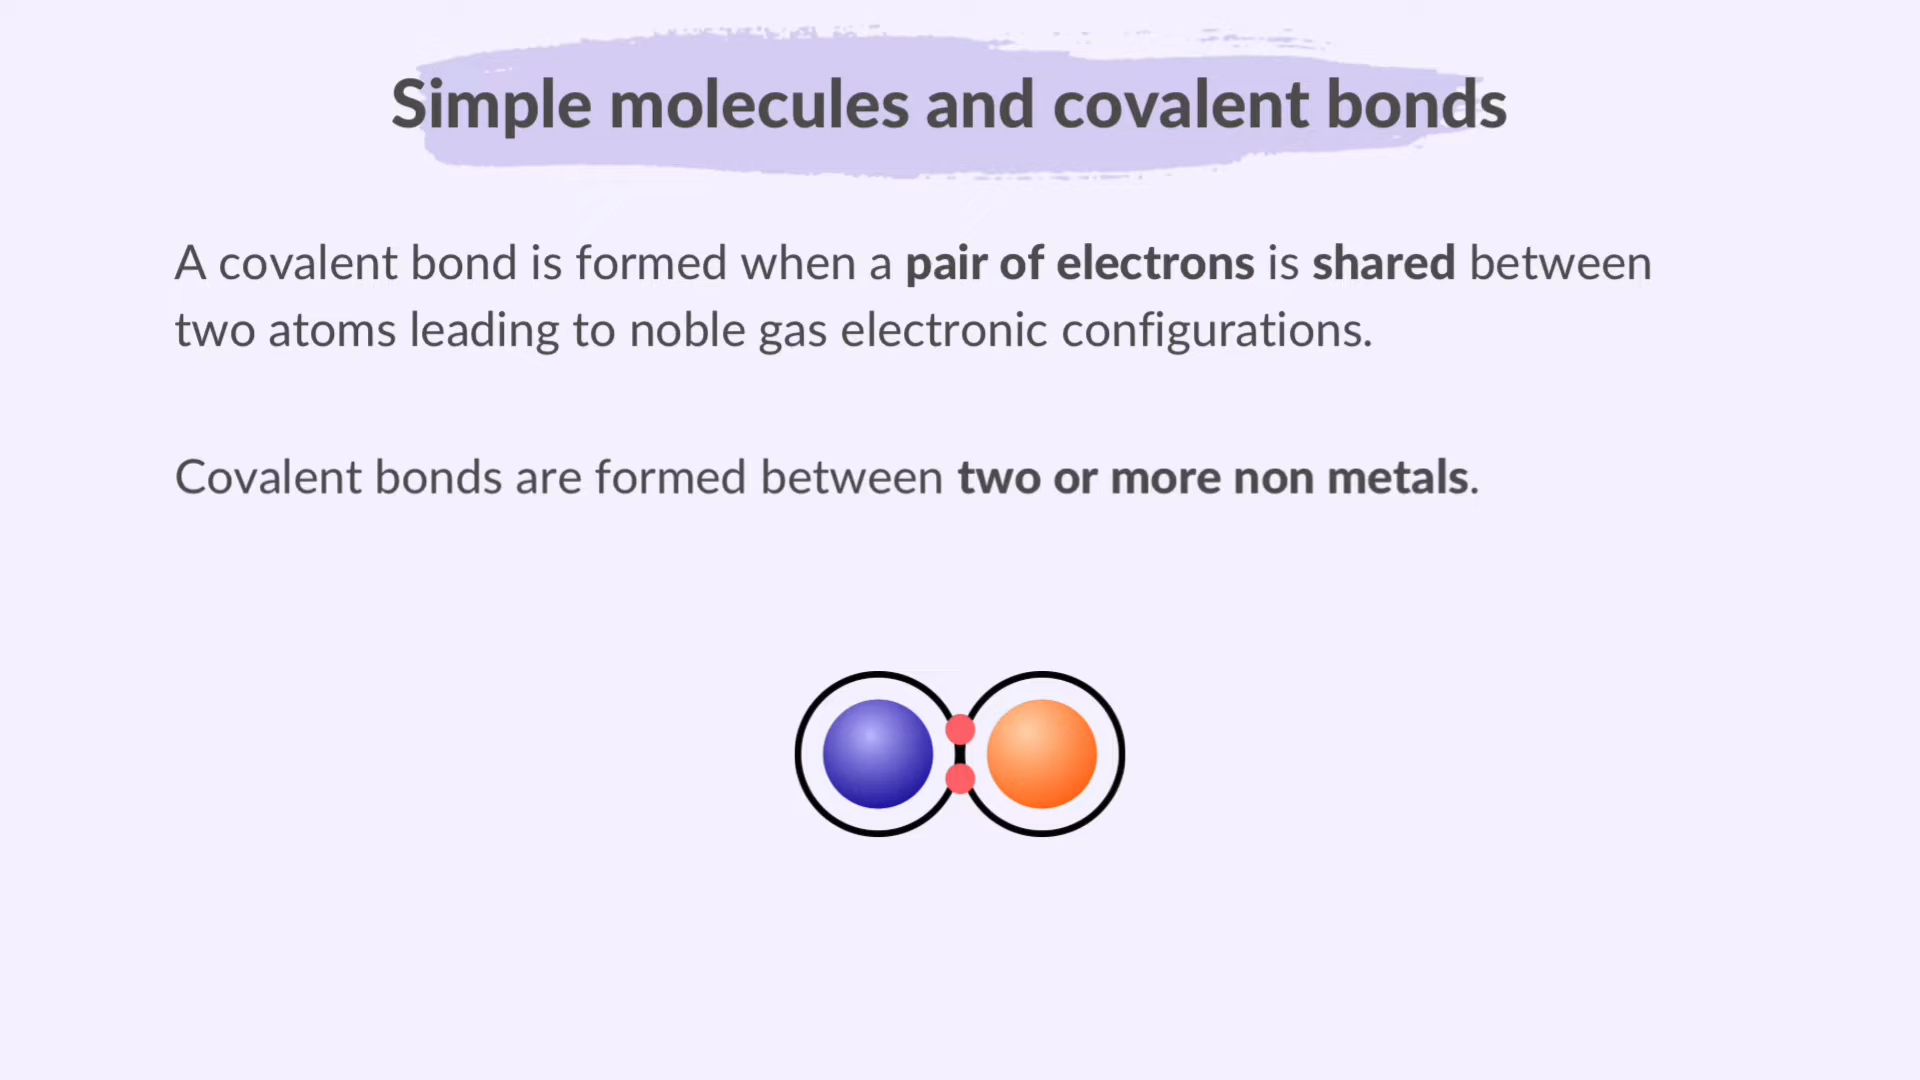 Simple molecules and covalent bonds
A covalent bond is formed when a pair of electrons is shared between
two atoms leading to noble gas electronic configurations.
Covalent bonds are formed between two or more non metals.